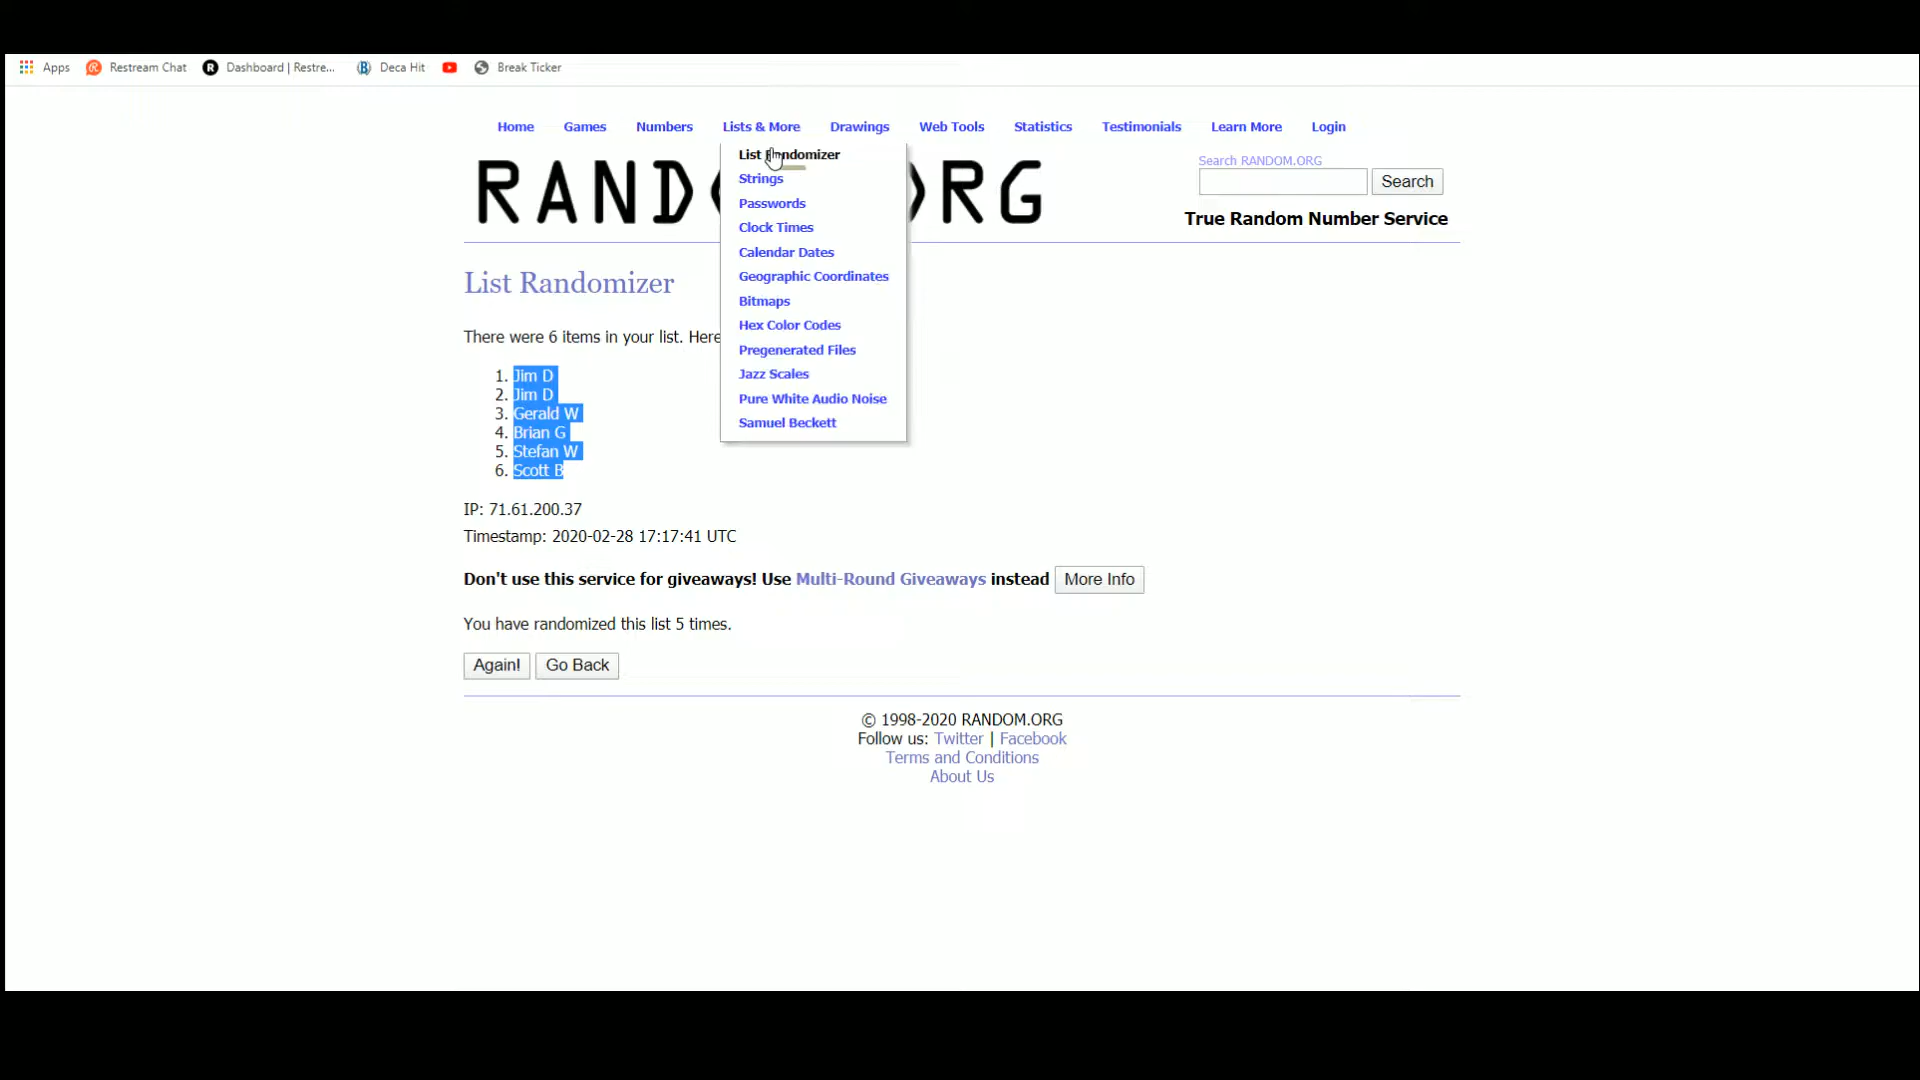 Apps Restream Chat Dashboard | Restre... Deca Hit Break Ticker
Home Games Numbers Lists & More Drawings Web Tools Statistics Testimonials Learn More Login
List Randomizer
Strings
Passwords
Clock Times
Calendar Dates
Geographic Coordinates
Bitmaps
Hex Color Codes
Pregenerated Files
Jazz Scales
Pure White Audio Noise
Samuel Beckett
Search RANDOM.ORG
Search
True Random Number Service
List Randomizer
There were 6 items in your list. Here
1. Jim D
2. Jim D
3. Gerald W
4. Brian G
5. Stefan W
6. Scott B
IP: 71.61.200.37
Timestamp: 2020-02-28 17:17:41 UTC
Don't use this service for giveaways! Use Multi-Round Giveaways instead More Info
You have randomized this list 5 times.
Again! Go Back
© 1998-2020 RANDOM.ORG
Follow us: Twitter | Facebook
Terms and Conditions
About Us